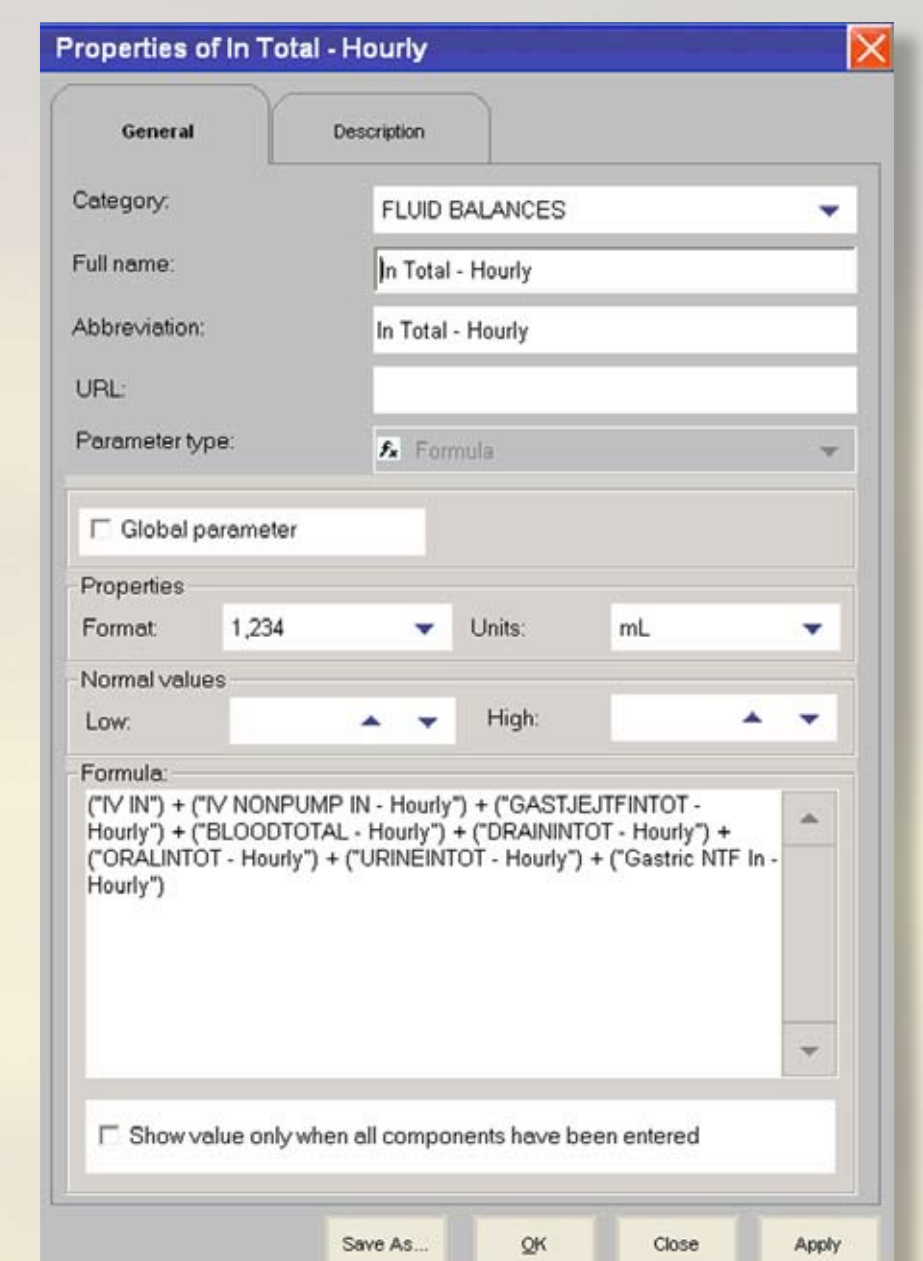 Properties of In Total - Hourly
General
Description
Category:
FLUID BALANCES
Full name:
In Total - Hourly
Abbreviation:
In Total - Hourly
URL:
Parameter type:
fx Formula
Global parameter
Properties
Format: 1,234 Units: mL
Normal values
Low: High:
Formula:
("IV IN") + ("IV NONPUMP IN - Hourly") + ("GASTJEJTFINTOT -
Hourly") + ("BLOODTOTAL - Hourly") + ("DRAININTOT - Hourly") +
("ORALINTOT - Hourly") + ("URINEINTOT - Hourly") + ("Gastric NTF In -
Hourly")
Show value only when all components have been entered
Save As... OK Close Apply